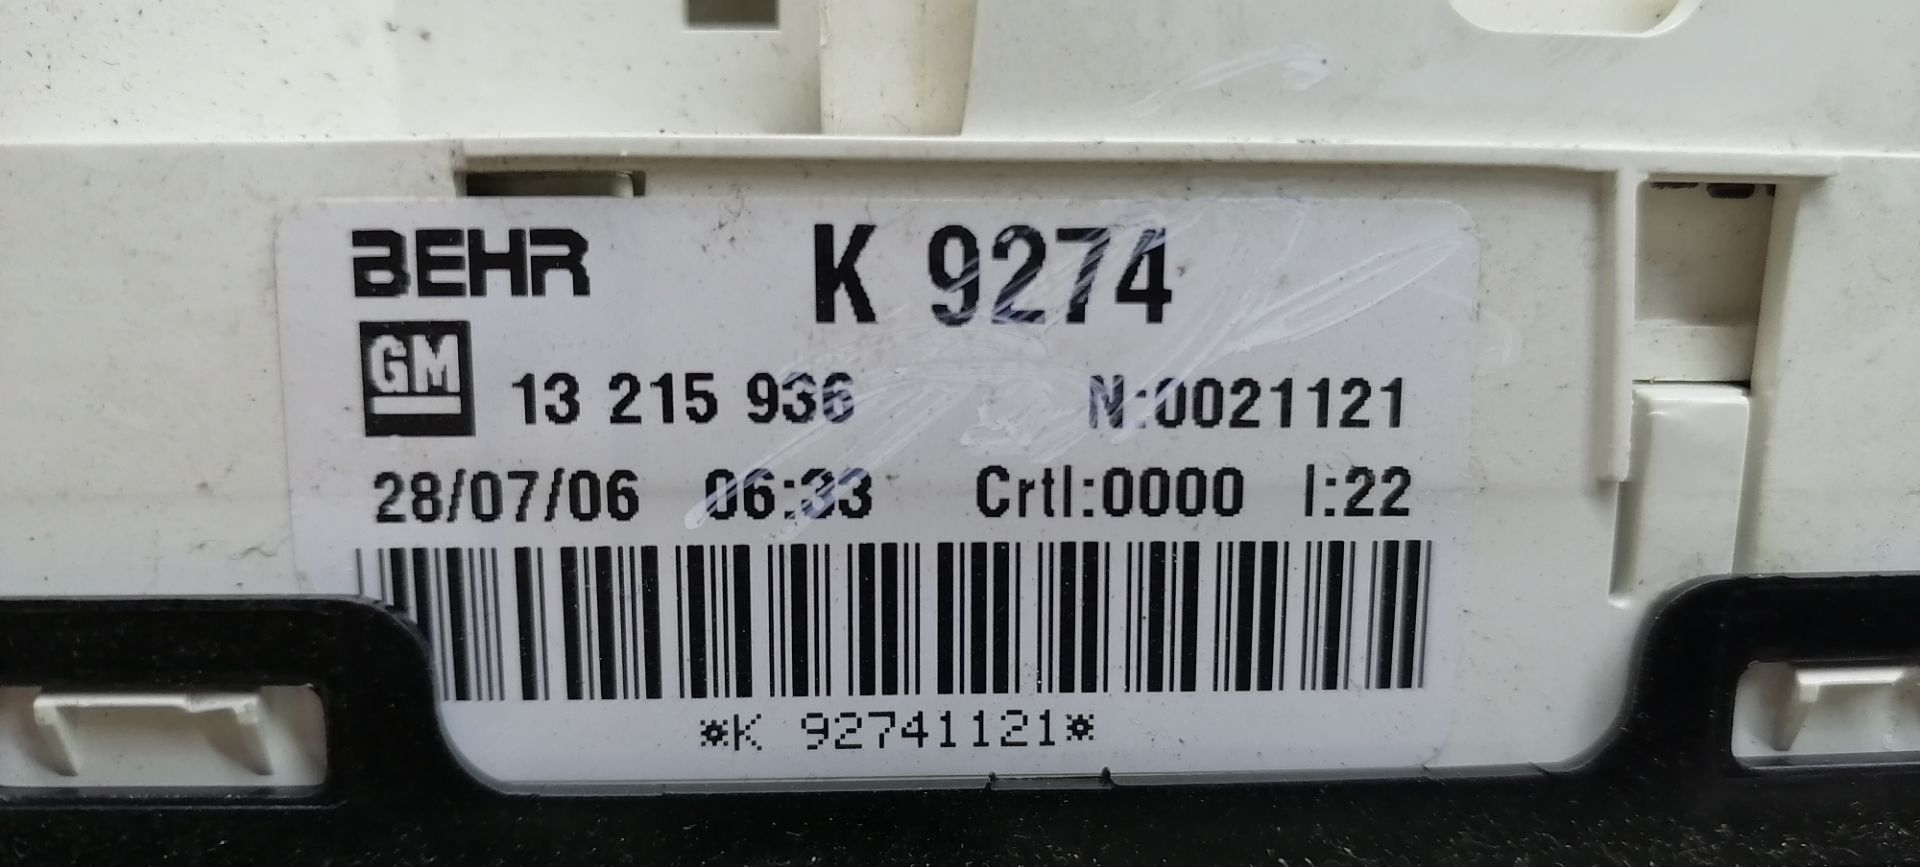 BEHR K 9274
GM 13 215 936 N:0021121
28/07/06 06:33 Crtl:0000 I:22
*K 92741121*